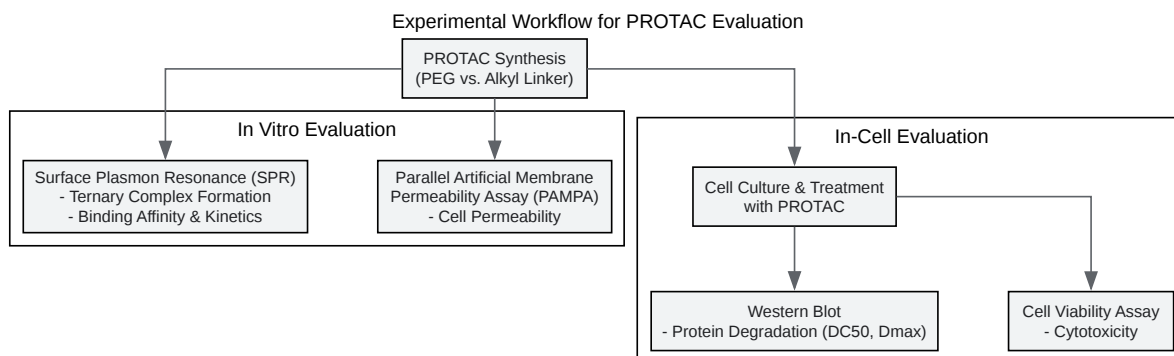 Experimental Workflow for PROTAC Evaluation
PROTAC Synthesis
(PEG vs. Alkyl Linker)
In Vitro Evaluation
Surface Plasmon Resonance (SPR)
- Ternary Complex Formation
- Binding Affinity & Kinetics
Parallel Artificial Membrane
Permeability Assay (PAMPA)
- Cell Permeability
In-Cell Evaluation
Cell Culture & Treatment
with PROTAC
Western Blot
- Protein Degradation (DC50, Dmax)
Cell Viability Assay
- Cytotoxicity